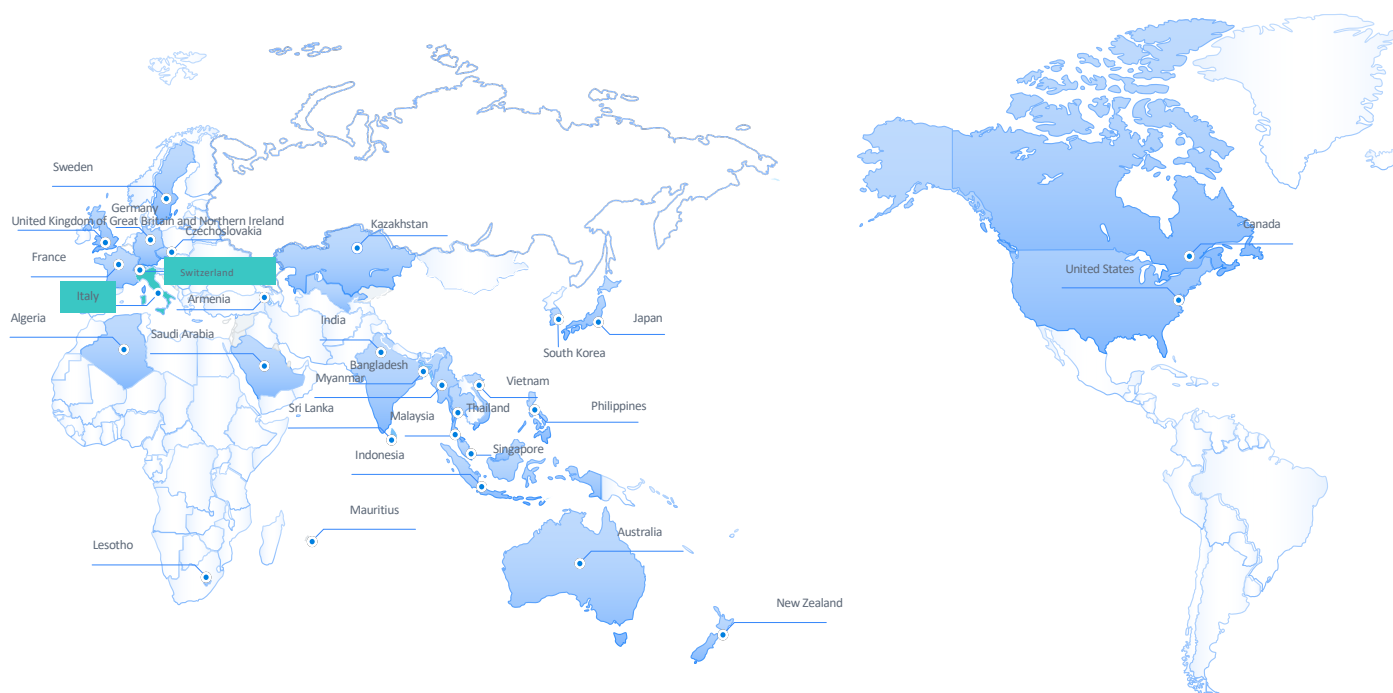 Sweden
Germany
United Kingdom of Great Britain and Northern Ireland
Czechoslovakia
Kazakhstan
Canada
France
Switzerland
United States
Italy
Armenia
Algeria
Saudi Arabia
India
Japan
South Korea
Bangladesh
Myanmar
Vietnam
Sri Lanka
Malaysia
Thailand
Philippines
Indonesia
Singapore
Mauritius
Australia
Lesotho
New Zealand